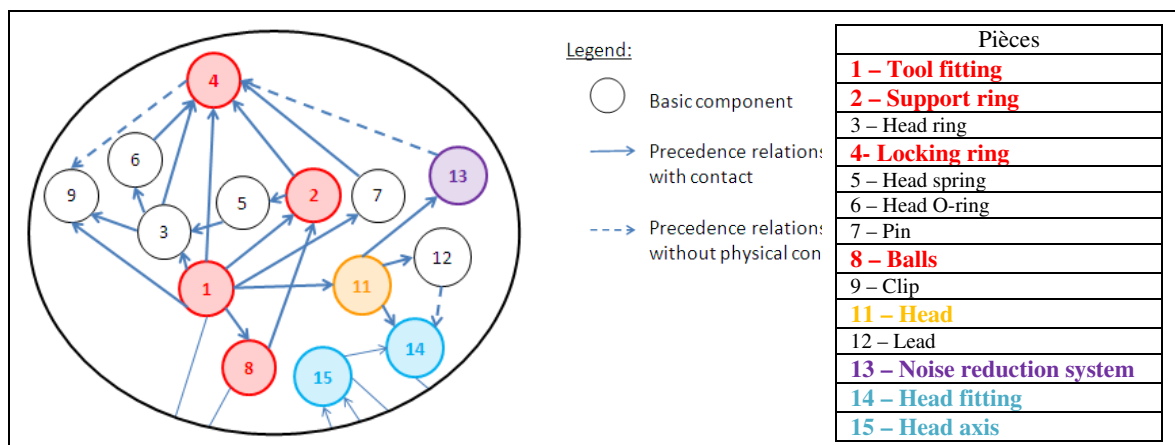 4
6
9
5
2
7
13
3
12
1
11
14
8
15
Legend:
Basic component
Precedence relations
with contact
Precedence relations
without physical con
Pièces
1 – Tool fitting
2 – Support ring
3 – Head ring
4- Locking ring
5 – Head spring
6 – Head O-ring
7 – Pin
8 – Balls
9 – Clip
11 – Head
12 – Lead
13 – Noise reduction system
14 – Head fitting
15 – Head axis